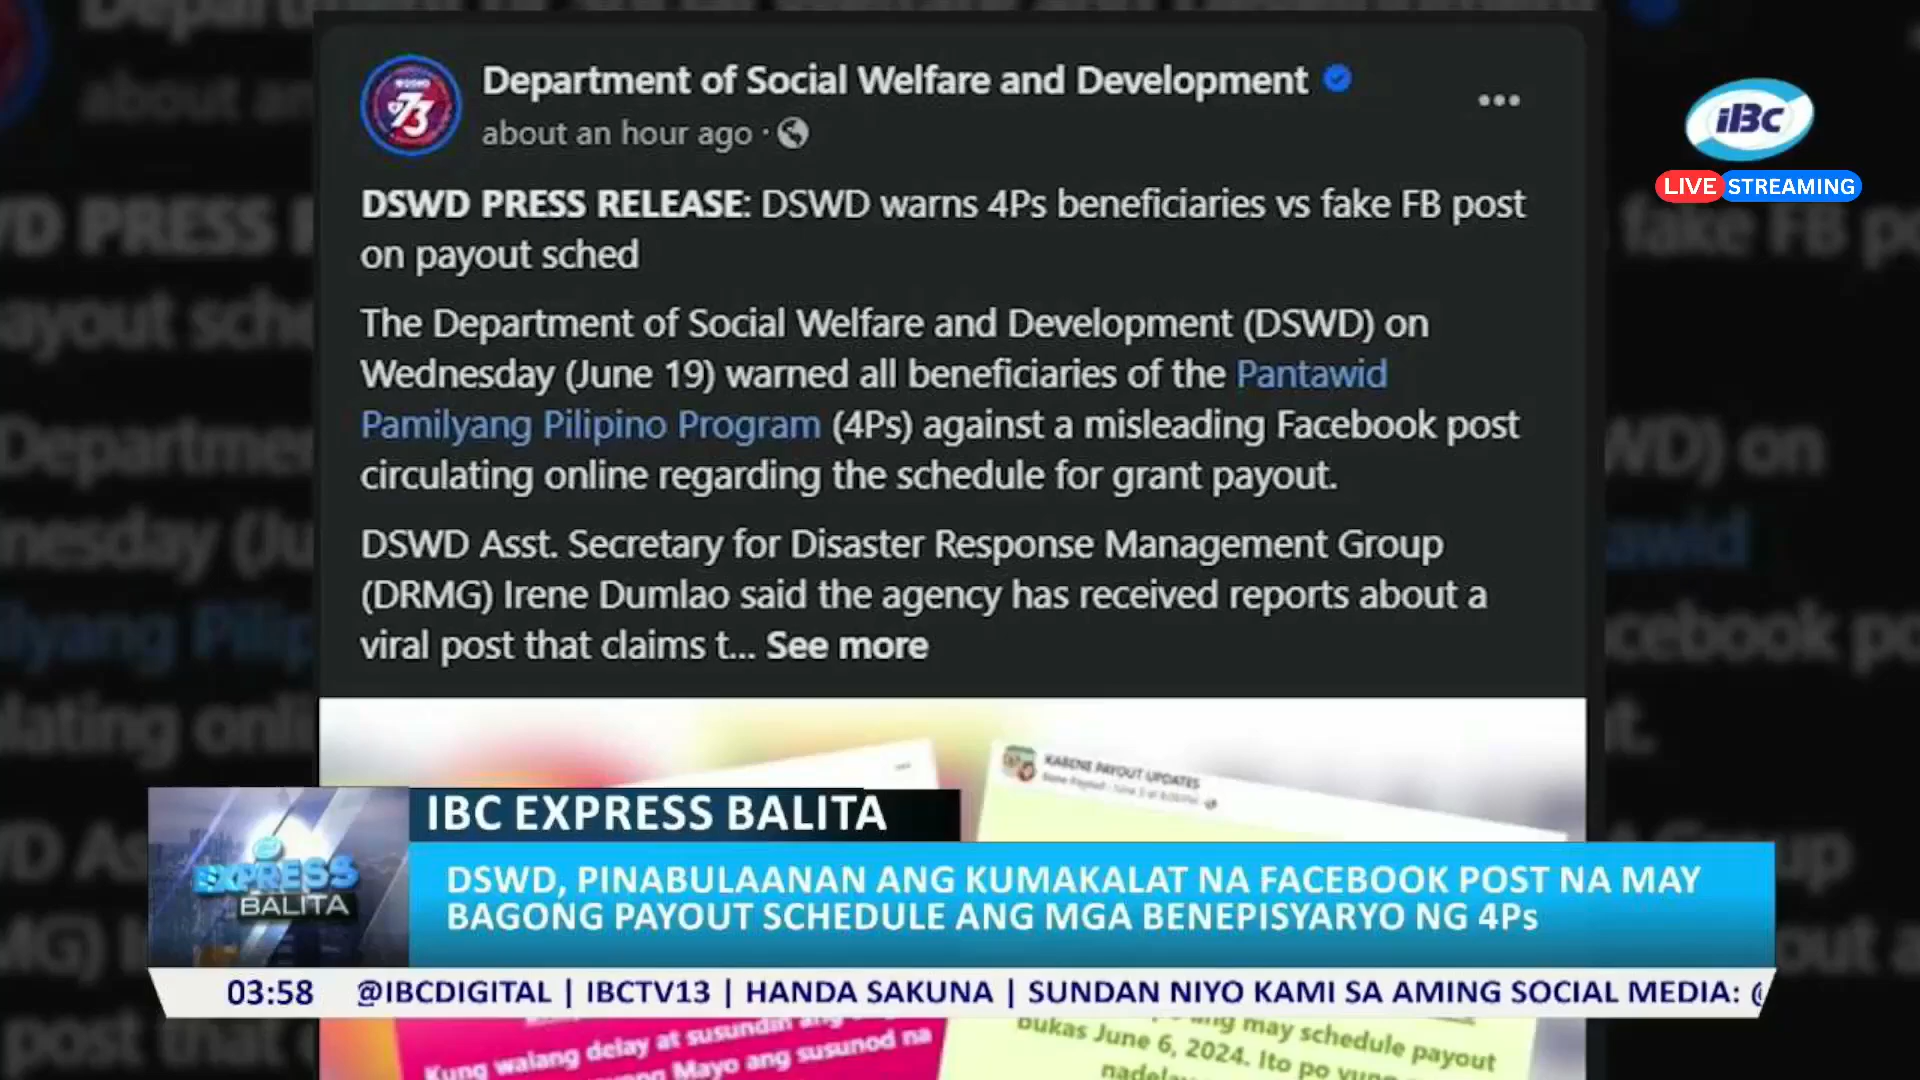 Department of Social Welfare and Development
about an hour ago ·
iBC
LIVE STREAMING
DSWD PRESS RELEASE: DSWD warns 4Ps beneficiaries vs fake FB post
on payout sched
The Department of Social Welfare and Development (DSWD) on
Wednesday (June 19) warned all beneficiaries of the Pantawid
Pamilyang Pilipino Program (4Ps) against a misleading Facebook post
circulating online regarding the schedule for grant payout.
DSWD Asst. Secretary for Disaster Response Management Group
(DRMG) Irene Dumlao said the agency has received reports about a
viral post that claims t... See more
KABENE PAYOUT UPDATES
IBC EXPRESS BALITA
EXPRESS
BALITA
DSWD, PINABULAANAN ANG KUMAKALAT NA FACEBOOK POST NA MAY
BAGONG PAYOUT SCHEDULE ANG MGA BENEPISYARYO NG 4Ps
03:58 @IBCDIGITAL | IBCTV13 | HANDA SAKUNA | SUNDAN NIYO KAMI SA AMING SOCIAL MEDIA:
Kung walang delay at susundin ang
Mayo ang susunod na
ang may schedule payout
bukas June 6, 2024. Ito po yung